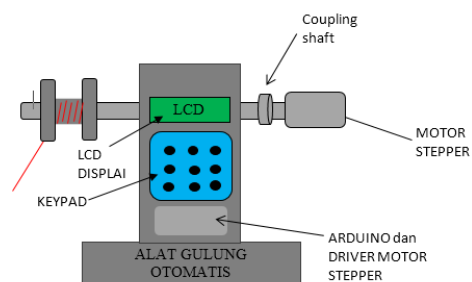 Coupling
shaft
LCD
MOTOR
STEPPER
LCD
DISPLAI
KEYPAD
ARDUINO dan
DRIVER MOTOR
STEPPER
ALAT GULUNG
OTOMATIS